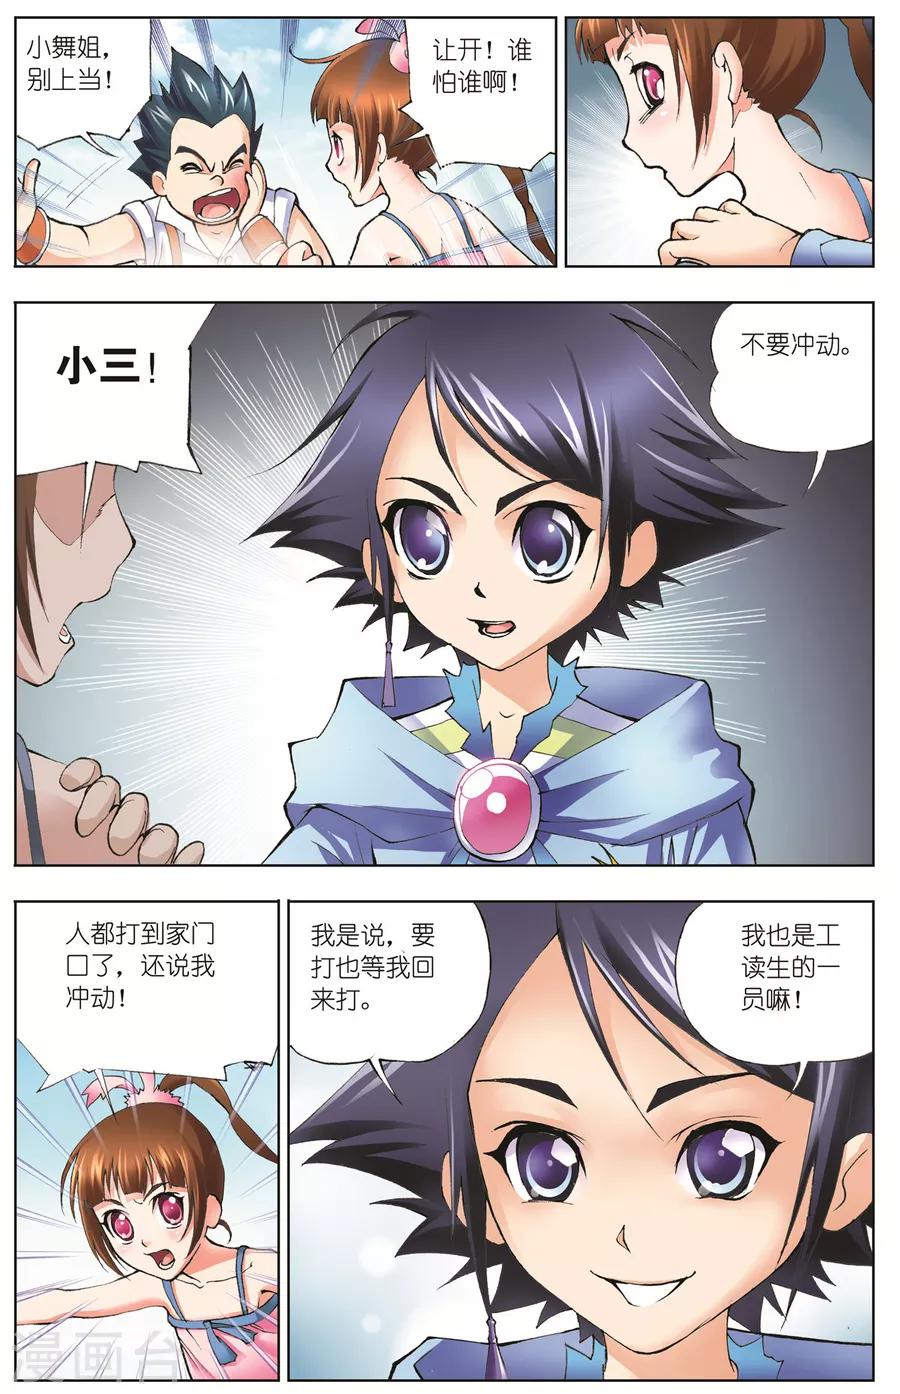 小舞姐，
别上当！
让开！谁
怕谁啊！
小三！
不要冲动。
人都打到家门
口了，还说我
冲动！
我是说，要
打也等我回
来打。
我也是工
读生的一
员嘛！
漫画台